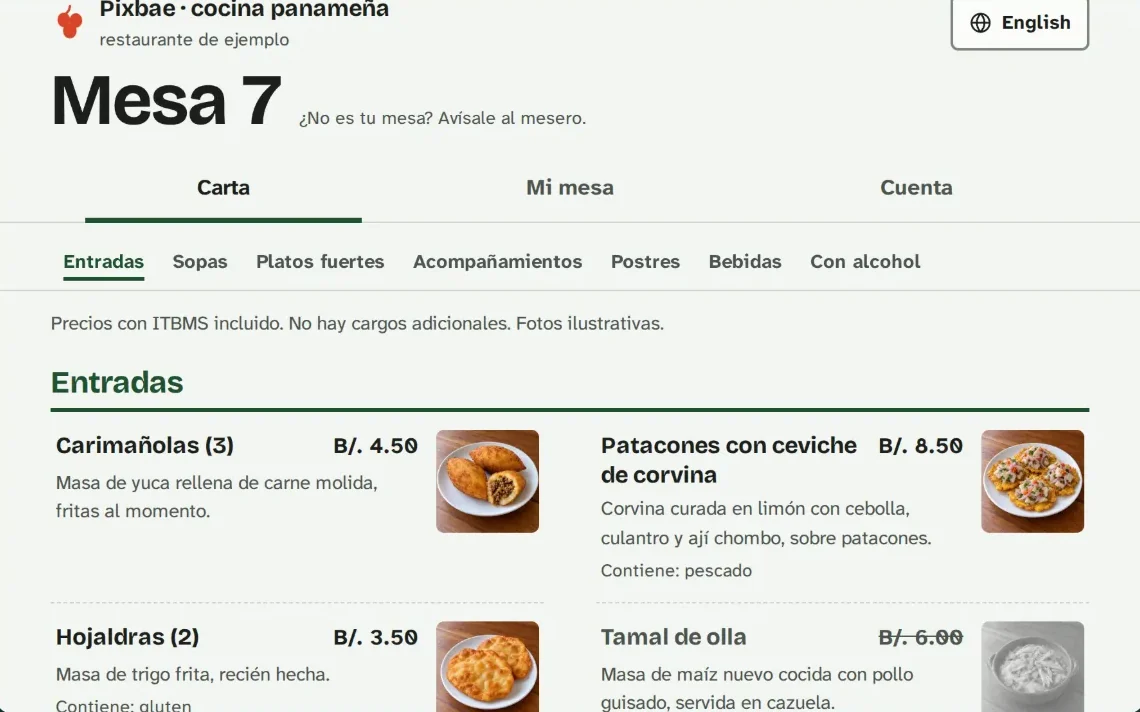 Pixbae · cocina panameña
restaurante de ejemplo
English
Mesa 7
¿No es tu mesa? Avísale al mesero.
Carta
Mi mesa
Cuenta
Entradas
Sopas
Platos fuertes
Acompañamientos
Postres
Bebidas
Con alcohol
Precios con ITBMS incluido. No hay cargos adicionales. Fotos ilustrativas.
Entradas
Carimañolas (3)
B/. 4.50
Masa de yuca rellena de carne molida,
fritas al momento.
Patacones con ceviche
de corvina
B/. 8.50
Corvina curada en limón con cebolla,
culantro y ají chombo, sobre patacones.
Contiene: pescado
Hojaldras (2)
B/. 3.50
Masa de trigo frita, recién hecha.
Contiene: gluten
Tamal de olla
B/. 6.00
Masa de maíz nuevo cocida con pollo
guisado, servida en cazuela.